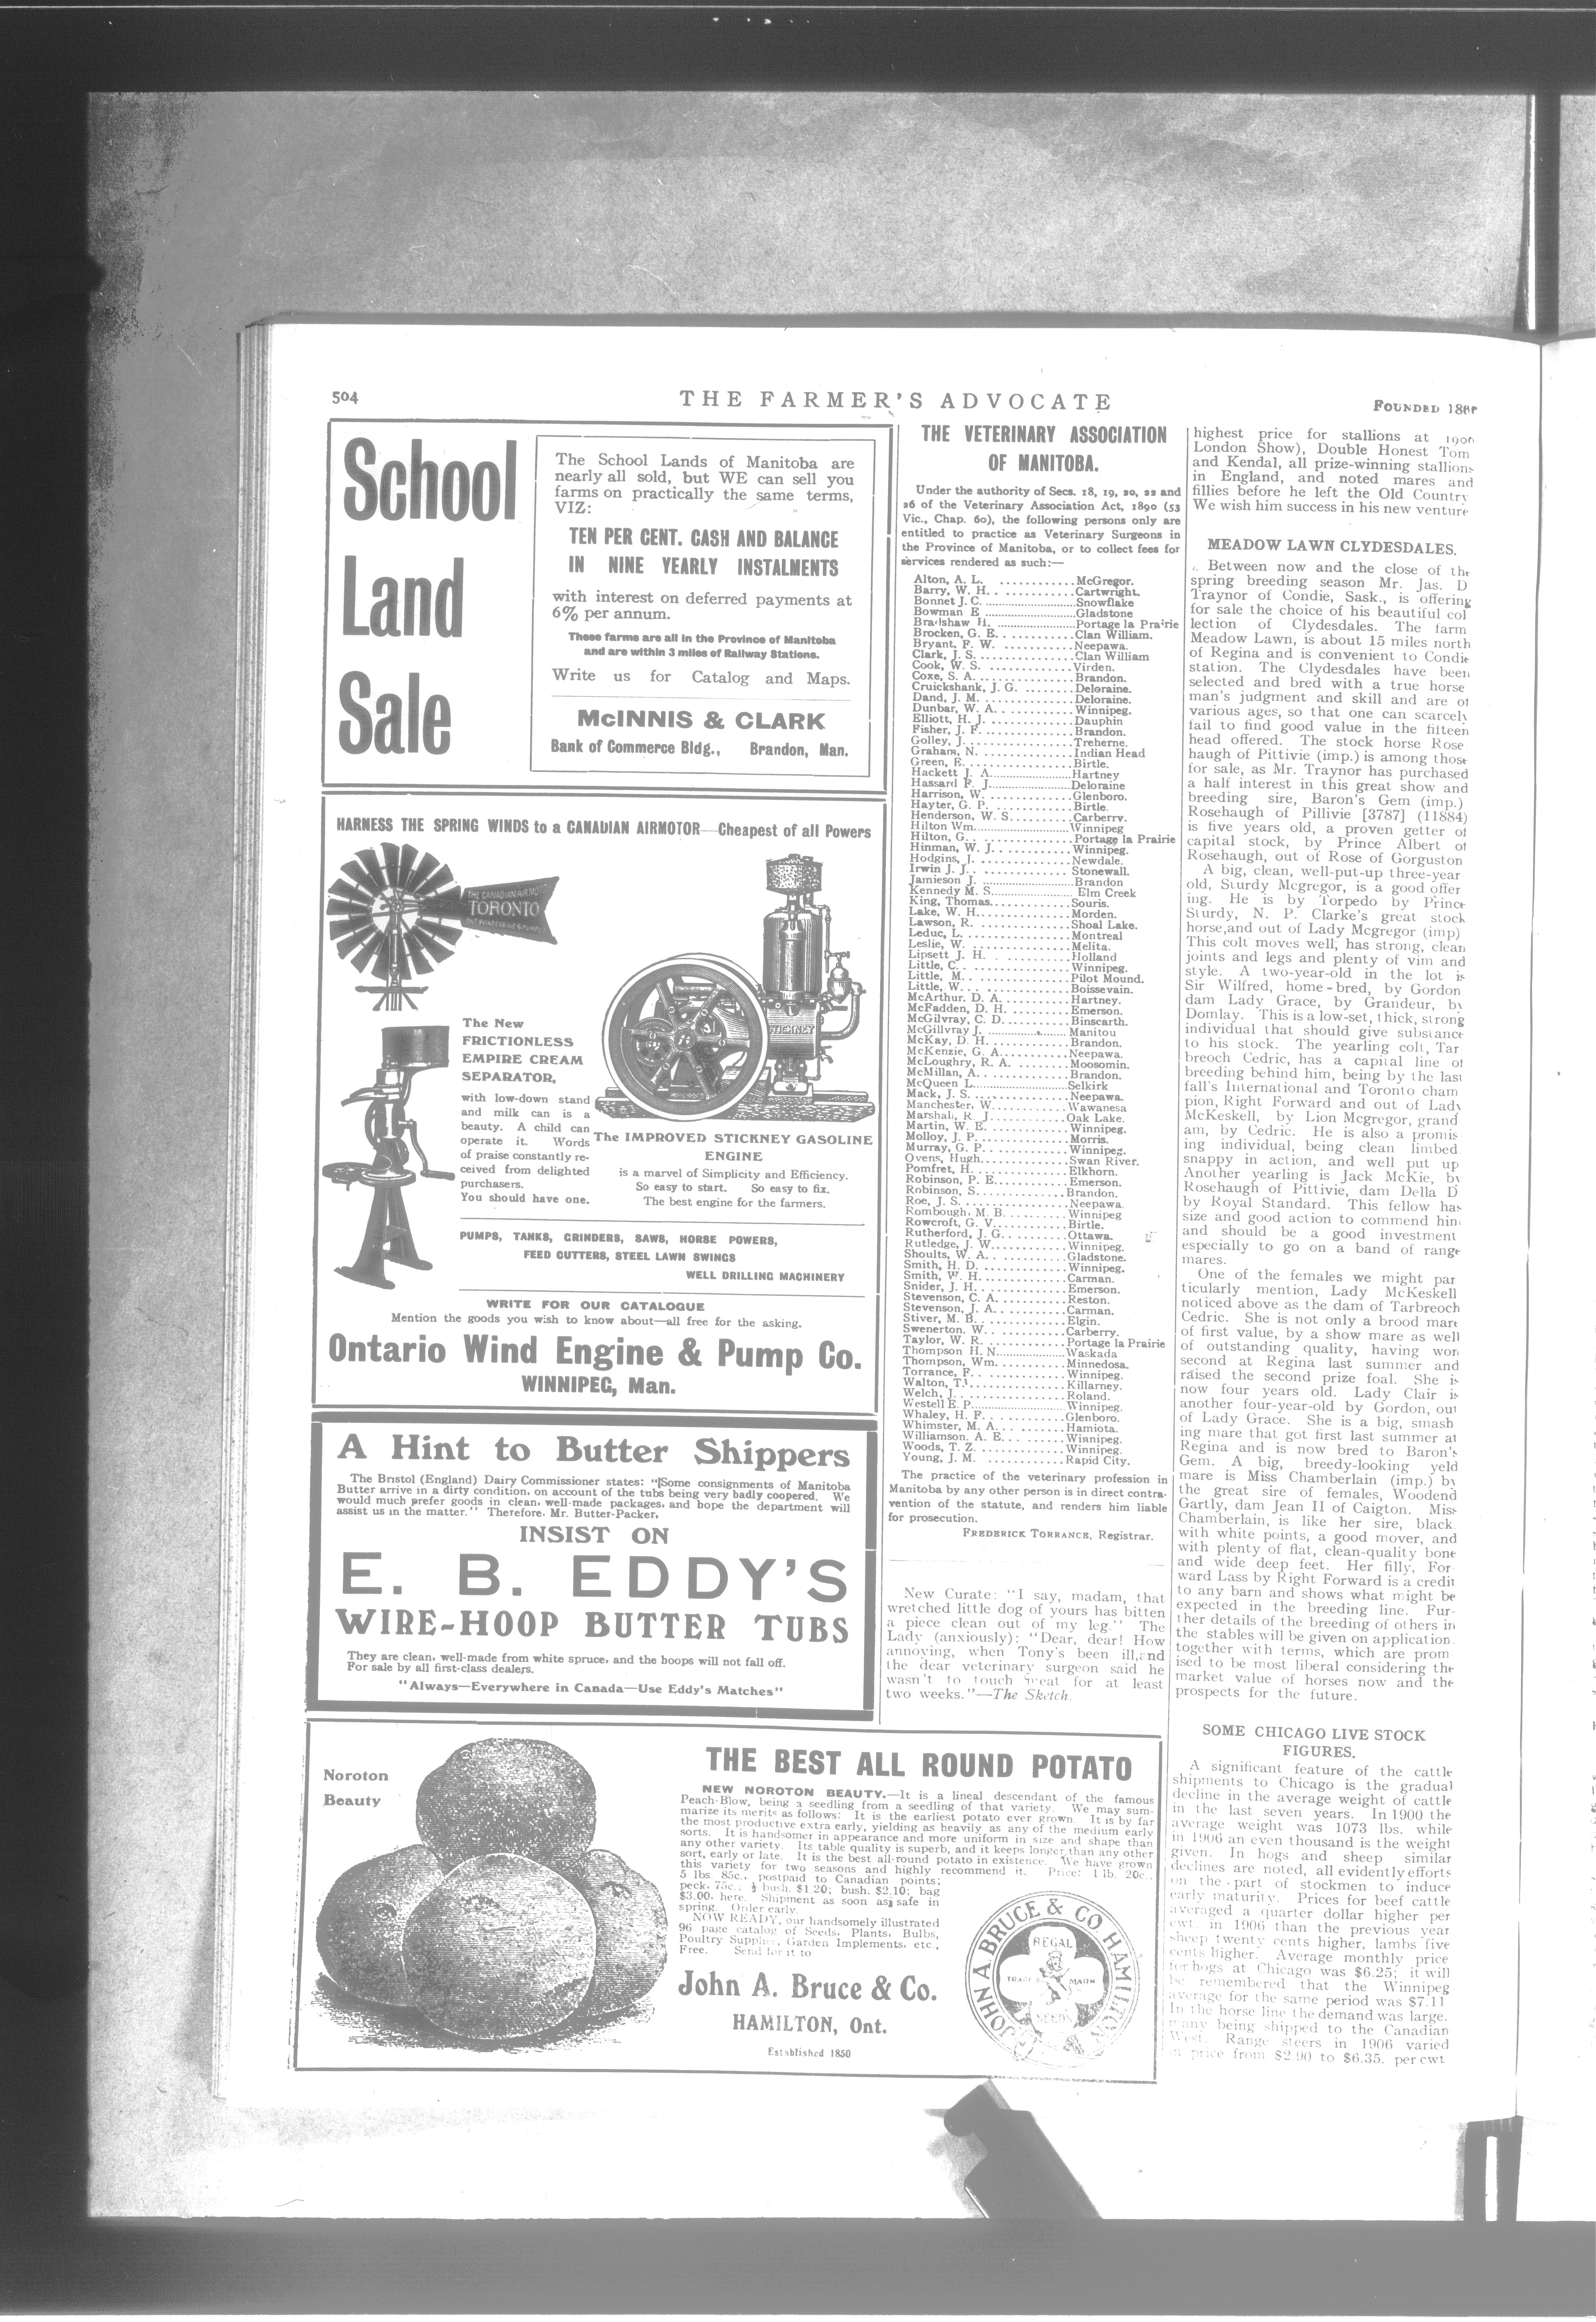 504
THE FARMER'S ADVOCATE
FOUNDED
School
Land
Sale
The School Lands of Manitoba are
nearly all sold, but WE can sell you
farms on practically the same terms,
VIZ:
TEN PER CENT. CASH AND BALANCE
IN NINE YEARLY INSTALMENTS
with interest on deferred payments at
6% per annum.
These farms are all in the Province of Manitoba
and are within 3 miles of Railway Stations.
Write us for Catalog and Maps.
McINNIS & CLARK
Bank of Commerce Bldg., Brandon, Man.
HARNESS THE SPRING WINDS to a CANADIAN AIRMOTOR—Cheapest of all Powers
THE CANADIAN AIRMOTOR
TORONTO
STICKNEY
The New
FRICTIONLESS
EMPIRE CREAM
SEPARATOR,
with low-down stand
and milk can is a
beauty. A child can
operate it. Words
of praise constantly re-
ceived from delighted
purchasers.
You should have one.
The IMPROVED STICKNEY GASOLINE
ENGINE
is a marvel of Simplicity and Efficiency.
So easy to start. So easy to fix.
The best engine for the farmers.
PUMPS, TANKS, GRINDERS, SAWS, HORSE POWERS,
FEED CUTTERS, STEEL LAWN SWINGS
WELL DRILLING MACHINERY
WRITE FOR OUR CATALOGUE
Mention the goods you wish to know about—all free for the asking.
Ontario Wind Engine & Pump Co.
WINNIPEG, Man.
A Hint to Butter Shippers
The Bristol (England) Dairy Commissioner states: "Some consignments of Manitoba
Butter arrive in a dirty condition, on account of the tubs being very badly coopered. We
would much prefer goods in clean, well-made packages, and hope the department will
assist us in the matter." Therefore, Mr. Butter-Packer,
INSIST ON
E. B. EDDY'S
WIRE-HOOP BUTTER TUBS
They are clean, well-made from white spruce, and the hoops will not fall off.
For sale by all first-class dealers.
"Always—Everywhere in Canada—Use Eddy's Matches"
THE VETERINARY ASSOCIATION
OF MANITOBA.
Under the authority of Secs. 18, 19, 20, 22 and
26 of the Veterinary Association Act, 1890 (53
Vic., Chap. 60), the following persons only are
entitled to practice as Veterinary Surgeons in
the Province of Manitoba, or to collect fees for
services rendered as such:—
Alton, A. L. ...........McGregor.
Barry, W. H. ...........Cartwright.
Bonnet J. C. ...........Snowflake
Bowman E ...........Gladstone
Bradshaw H. ...........Portage la Prairie
Brocken, G. E. ...........Clan William.
Bryant, F. W. ...........Neepawa.
Clark, J. S. ...........Clan William
Cook, W. S. ...........Virden.
Coxe, S. A. ...........Brandon.
Cruickshank, J. G. ........Deloraine.
Dand, J. M. ...........Deloraine.
Dunbar, W. A. ...........Winnipeg.
Elliott, H. J. ...........Dauphin
Fisher, J. F. ...........Brandon.
Golley, J. ...........Treherne.
Graham, N. ...........Indian Head
Green, E. ...........Birtle.
Hackett J. A. ...........Hartney
Hassard F. J. ...........Deloraine
Harrison, W. ...........Glenboro.
Hayter, G. P. ...........Birtle.
Henderson, W. S. ...........Carberry.
Hilton Wm. ...........Winnipeg
Hilton, G. ...........Portage la Prairie
Hinman, W. J. ...........Winnipeg.
Hodgins, J. ...........Newdale.
Irwin J. J. ...........Stonewall.
Jamieson J. ...........Brandon
Kennedy M. S. ...........Elm Creek
King, Thomas. ...........Souris.
Lake, W. H. ...........Morden.
Lawson, R. ...........Shoal Lake.
Leduc, L. ...........Montreal
Leslie, W. ...........Melita.
Lipsett J. H. ...........Holland
Little, C. ...........Winnipeg.
Little, M. ...........Pilot Mound.
Little, W. ...........Boissevain.
McArthur. D. A. ...........Hartney.
McFadden, D. H. ...........Emerson.
McGilvray, C. D. ...........Binscarth.
McGillvray J. ...........Manitou
McKay, D. H. ...........Brandon.
McKenzie, G. A. ...........Neepawa.
McLoughry, R. A. ...........Moosomin.
McMillan, A. ...........Brandon.
McQueen L. ...........Selkirk
Mack, J. S. ...........Neepawa.
Manchester, W. ...........Wawanesa
Marshall, R. J. ...........Oak Lake.
Martin, W. E. ...........Winnipeg.
Molloy, J. P. ...........Morris.
Murray, G. P. ...........Winnipeg.
Ovens, Hugh. ...........Swan River.
Pomfret, H. ...........Elkhorn.
Robinson, P. E. ...........Emerson.
Robinson, S. ...........Brandon.
Roe, J. S. ...........Neepawa.
Rombough, M. B. ...........Winnipeg
Rowcroft, G. V. ...........Birtle.
Rutherford, J. G. ...........Ottawa.
Rutledge, J. W. ...........Winnipeg.
Shoults, W. A. ...........Gladstone.
Smith, H. D. ...........Winnipeg.
Smith, W. H. ...........Carman.
Snider, J. H. ...........Emerson.
Stevenson, C. A. ...........Reston.
Stevenson, J. A. ...........Carman.
Stiver, M. B. ...........Elgin.
Swenerton. W. ...........Carberry.
Taylor, W. R. ...........Portage la Prairie
Thompson H. N. ...........Waskada
Thompson, Wm. ...........Minnedosa.
Torrance, F. ...........Winnipeg.
Walton, T. ...........Killarney.
Welch, J. ...........Roland.
Westell E. P. ...........Winnipeg.
Whaley, H. F. ...........Glenboro.
Whimster, M. A. ...........Hamiota.
Williamson. A. E. ...........Winnipeg.
Woods, T. Z. ...........Winnipeg.
Young, J. M. ...........Rapid City.
The practice of the veterinary profession in
Manitoba by any other person is in direct contra-
vention of the statute, and renders him liable
for prosecution.
FREDERICK TORRANCE, Registrar.
New Curate: "I say, madam, that
wretched little dog of yours has bitten
a piece clean out of my leg." The
Lady (anxiously): "Dear, dear! How
annoying, when Tony's been ill,and
the dear veterinary surgeon said he
wasn't to touch meat for at least
two weeks."—The Sketch.
highest price for stallions at 1906
London Show), Double Honest Tom
and Kendal, all prize-winning stallions
in England, and noted mares and
fillies before he left the Old Country
We wish him success in his new venture
MEADOW LAWN CLYDESDALES.
Between now and the close of the
spring breeding season Mr. Jas. D
Traynor of Condie, Sask., is offering
for sale the choice of his beautiful col
lection of Clydesdales. The farm
Meadow Lawn, is about 15 miles north
of Regina and is convenient to Condie
station. The Clydesdales have been
selected and bred with a true horse
man's judgment and skill and are of
various ages, so that one can scarcely
fail to find good value in the fifteen
head offered. The stock horse Rose
haugh of Pittivie (imp.) is among those
for sale, as Mr. Traynor has purchased
a half interest in this great show and
breeding sire, Baron's Gem (imp.)
Rosehaugh of Pillivie [3787] (11884)
is five years old, a proven getter of
capital stock, by Prince Albert of
Rosehaugh, out of Rose of Gorguston
A big, clean, well-put-up three-year
old, Sturdy Mcgregor, is a good offer
ing. He is by Torpedo by Prince
Sturdy, N. P. Clarke's great stock
horse,and out of Lady Mcgregor (imp)
This colt moves well, has strong, clean
joints and legs and plenty of vim and
style. A two-year-old in the lot is
Sir Wilfred, home-bred, by Gordon
dam Lady Grace, by Grandeur, by
Domlay. This is a low-set, thick, strong
individual that should give substance
to his stock. The yearling colt, Tar
breoch Cedric, has a capital line of
breeding behind him, being by the last
fall's International and Toronto cham
pion, Right Forward and out of Lady
McKeskell, by Lion Mcgregor, grand
am, by Cedric. He is also a promis
ing individual, being clean limbed
snappy in action, and well put up
Another yearling is Jack McKie, by
Rosehaugh of Pittivie, dam Della D
by Royal Standard. This fellow has
size and good action to commend him
and should be a good investment
especially to go on a band of range
mares.
One of the females we might par
ticularly mention, Lady McKeskell
noticed above as the dam of Tarbreoch
Cedric. She is not only a brood mare
of first value, by a show mare as well
of outstanding quality, having won
second at Regina last summer and
raised the second prize foal. She is
now four years old. Lady Clair is
another four-year-old by Gordon, out
of Lady Grace. She is a big, smash
ing mare that got first last summer at
Regina and is now bred to Baron's
Gem. A big, breedy-looking yeld
mare is Miss Chamberlain (imp.) by
the great sire of females, Woodend
Gartly, dam Jean II of Caigton. Miss
Chamberlain, is like her sire, black
with white points, a good mover, and
with plenty of flat, clean-quality bone
and wide deep feet. Her filly, For
ward Lass by Right Forward is a credit
to any barn and shows what might be
expected in the breeding line. Fur-
ther details of the breeding of others in
the stables will be given on application
together with terms, which are prom
ised to be most liberal considering the
market value of horses now and the
prospects for the future.
SOME CHICAGO LIVE STOCK
FIGURES.
A significant feature of the cattle
shipments to Chicago is the gradual
decline in the average weight of cattle
in the last seven years. In 1900 the
average weight was 1073 lbs. while
in 1906 an even thousand is the weight
given. In hogs and sheep similar
declines are noted, all evidently efforts
on the part of stockmen to induce
early maturity. Prices for beef cattle
averaged a quarter dollar higher per
cwt. in 1906 than the previous year
sheep twenty cents higher, lambs five
cents higher. Average monthly price
for hogs at Chicago was $6.25; it will
be remembered that the Winnipeg
average for the same period was $7.11
In the horse line the demand was large.
many being shipped to the Canadian
West. Range steers in 1906 varied
in price from $2.90 to $6.35. per cwt
Noroton
Beauty
THE BEST ALL ROUND POTATO
NEW NOROTON BEAUTY.—It is a lineal descendant of the famous
Peach-Blow, being a seedling from a seedling of that variety. We may sum-
marize its merits as follows: It is the earliest potato ever grown. It is by far
the most productive extra early, yielding as heavily as any of the medium early
sorts. It is handsomer in appearance and more uniform in size and shape than
any other variety. Its table quality is superb, and it keeps longer than any other
sort, early or late. It is the best all-round potato in existence. We have grown
this variety for two seasons and highly recommend it. Price: 1 lb. 20c.,
5 lbs. 85c., postpaid to Canadian points;
peck, 75c.; ½ bush. $1.20; bush. $2.10; bag
$3.00, here. Shipment as soon as safe in
spring. Order early.
NOW READY, our handsomely illustrated
96 page catalog of Seeds, Plants, Bulbs,
Poultry Supplies, Garden Implements, etc.,
Free. Send for it to
John A. Bruce & Co.
HAMILTON, Ont.
Established 1850
JOHN A. BRUCE & CO HAMILTON
REGAL
TRADE MARK
SEEDS